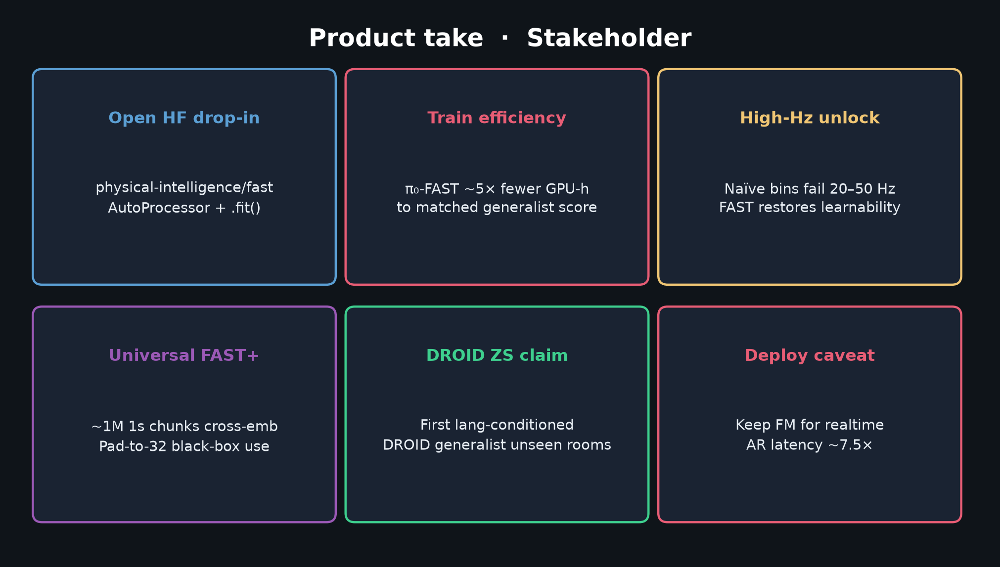 Product take · Stakeholder
Open HF drop-in
physical-intelligence/fast
AutoProcessor + .fit()
Train efficiency
π₀-FAST ~5× fewer GPU-h
to matched generalist score
High-Hz unlock
Naïve bins fail 20–50 Hz
FAST restores learnability
Universal FAST+
~1M 1s chunks cross-emb
Pad-to-32 black-box use
DROID ZS claim
First lang-conditioned
DROID generalist unseen rooms
Deploy caveat
Keep FM for realtime
AR latency ~7.5×